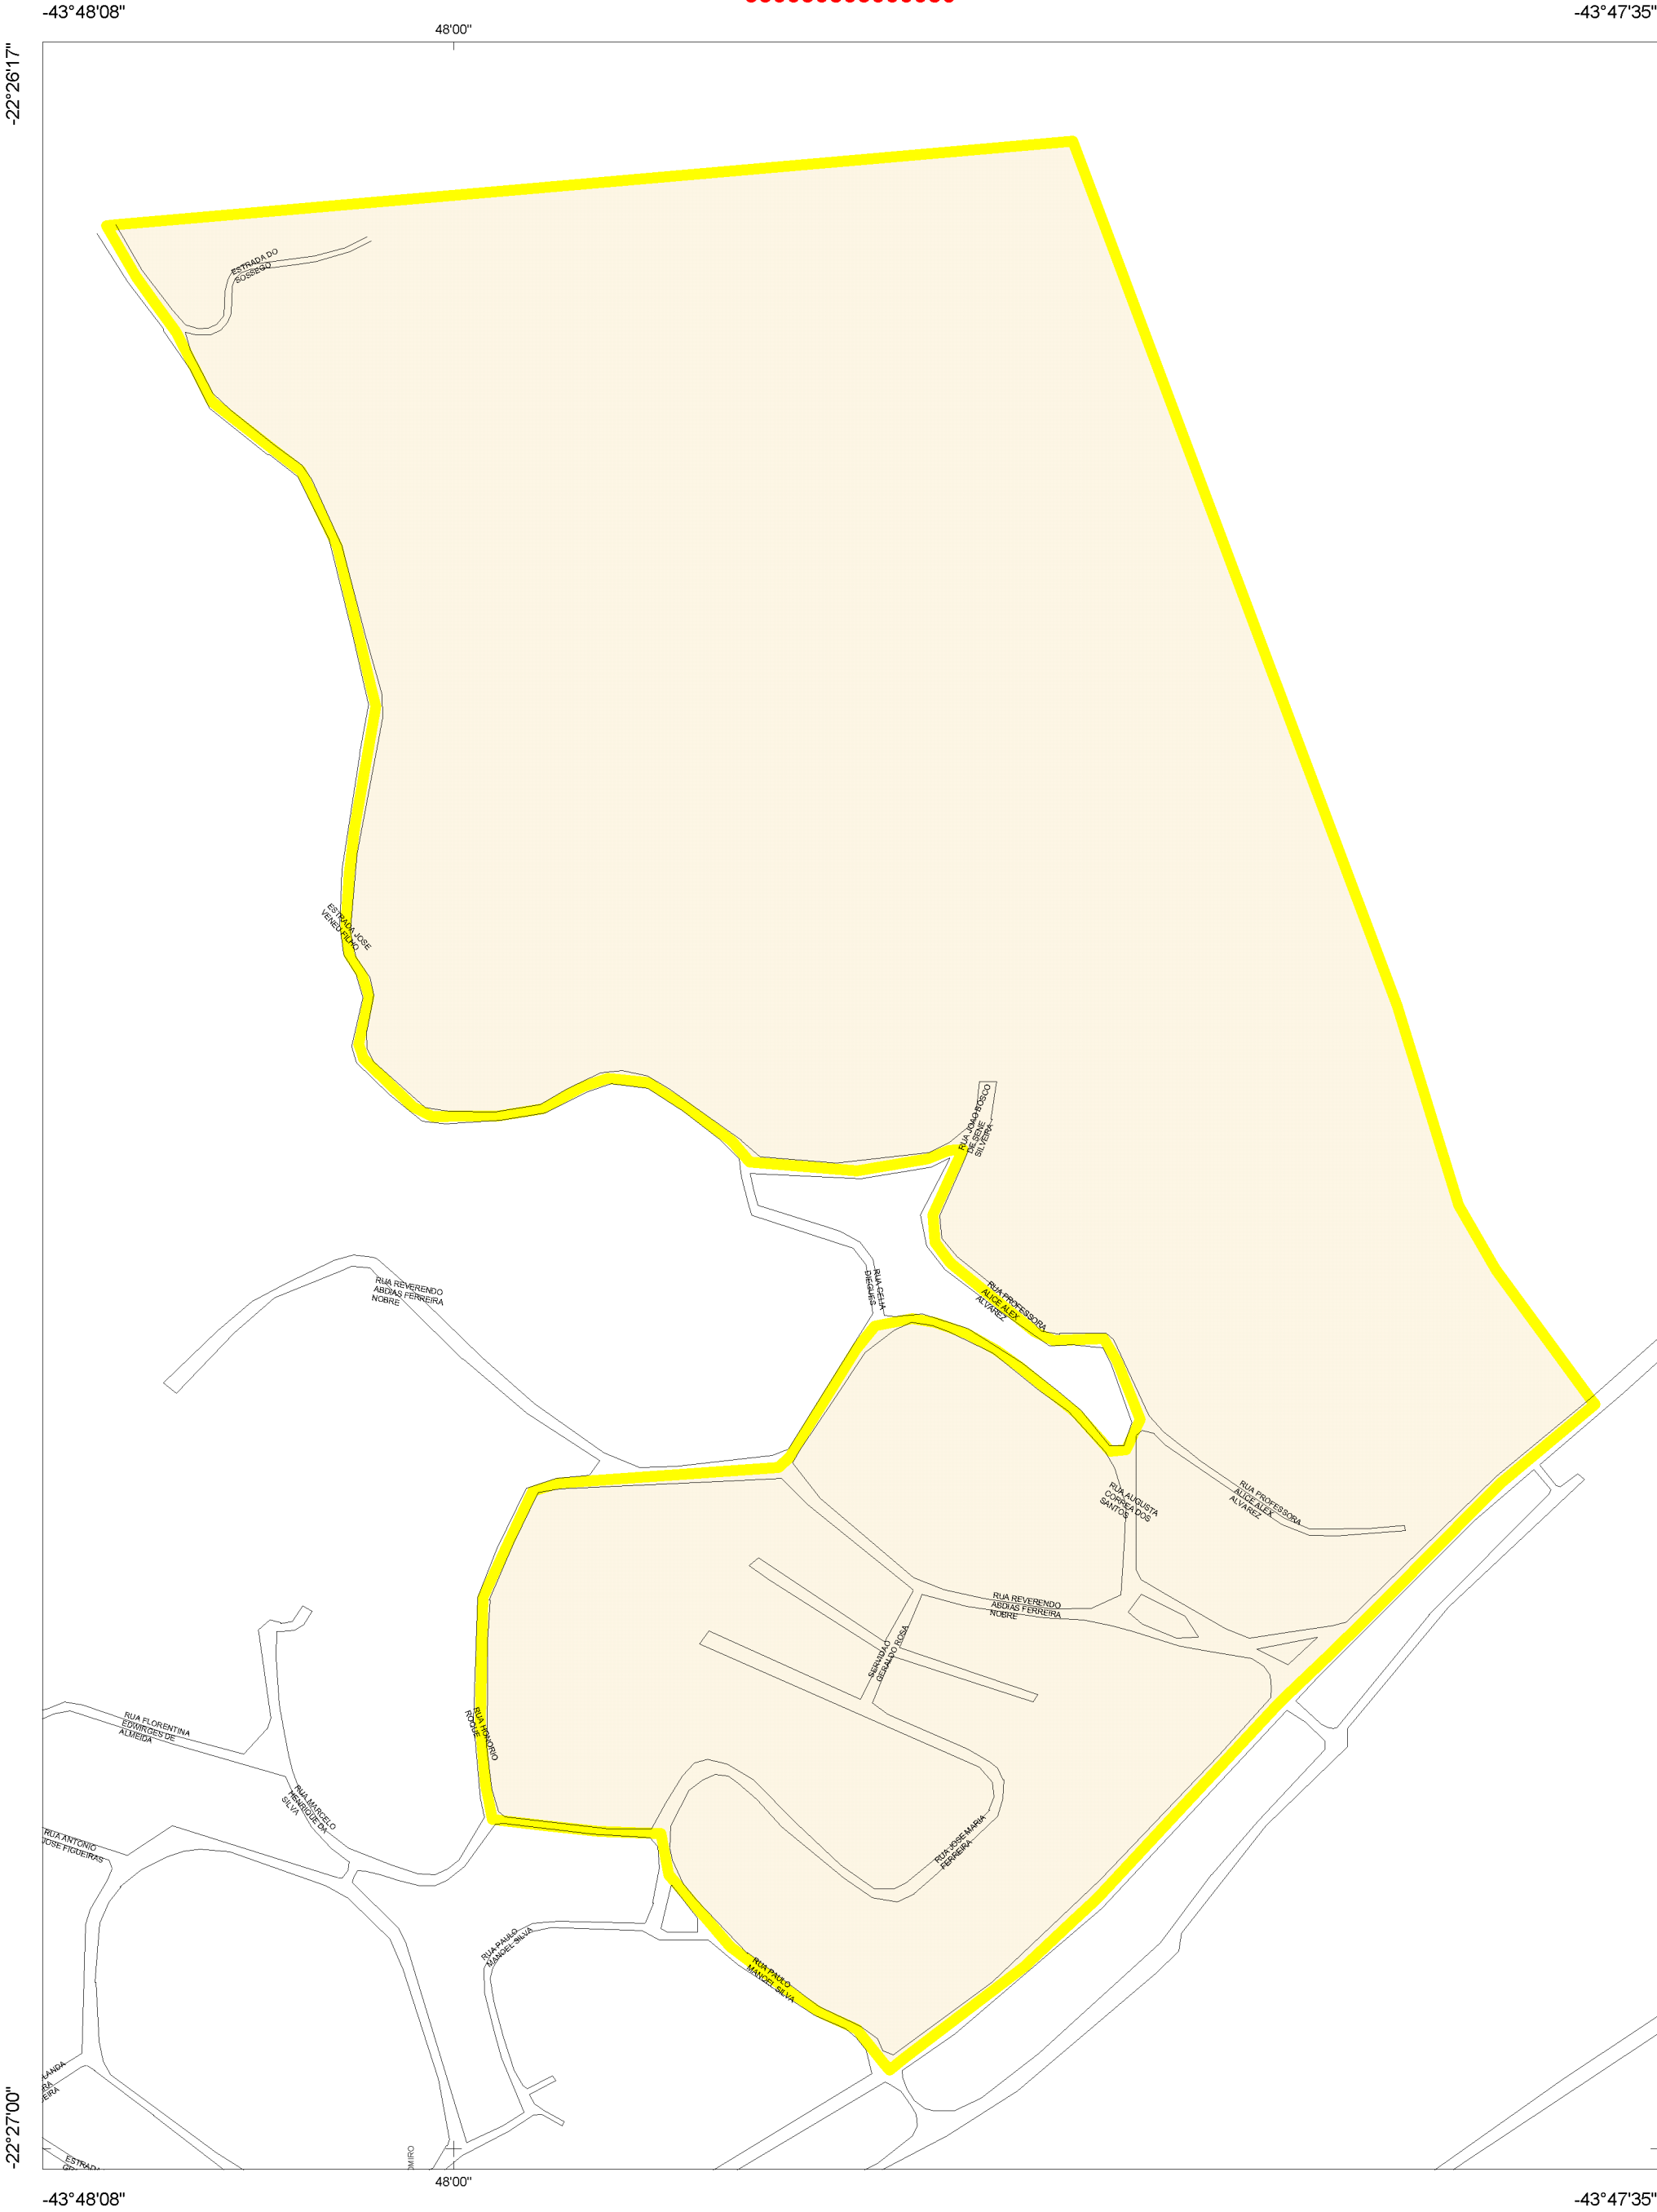 -43°48'08"
-43°47'35"
48'00"
-22°26'17"
ESTRADA DO
SOSSEGO
ESTRADA JOSE
VENEU FILHO
RUA JOAO BOSCO
DE SENE
SILVEIRA
RUA CELIA
DIEGUES
RUA PROFESSORA
ALICE ALEX
ALVAREZ
RUA REVERENDO
ABDIAS FERREIRA
NOBRE
RUA AUGUSTA
CORREA DOS
SANTOS
RUA PROFESSORA
ALICE ALEX
ALVAREZ
RUA REVERENDO
ABDIAS FERREIRA
NOBRE
SERVIDAO
GERALDO ROSA
RUA HONORIO
ROQUE
RUA FLORENTINA
EDWIRGES DE
ALMEIDA
RUA MARCELO
HENRIQUE DA
SILVA
RUA ANTONIO
JOSE FIGUEIRAS
RUA JOSE MARIA
FERREIRA
RUA PAULO
MANOEL SILVA
RUA PAULO
MANOEL SILVA
LANDA
RA
EIRA
ESTRADA
OMIRO
-22°27'00"
48'00"
-43°48'08"
-43°47'35"